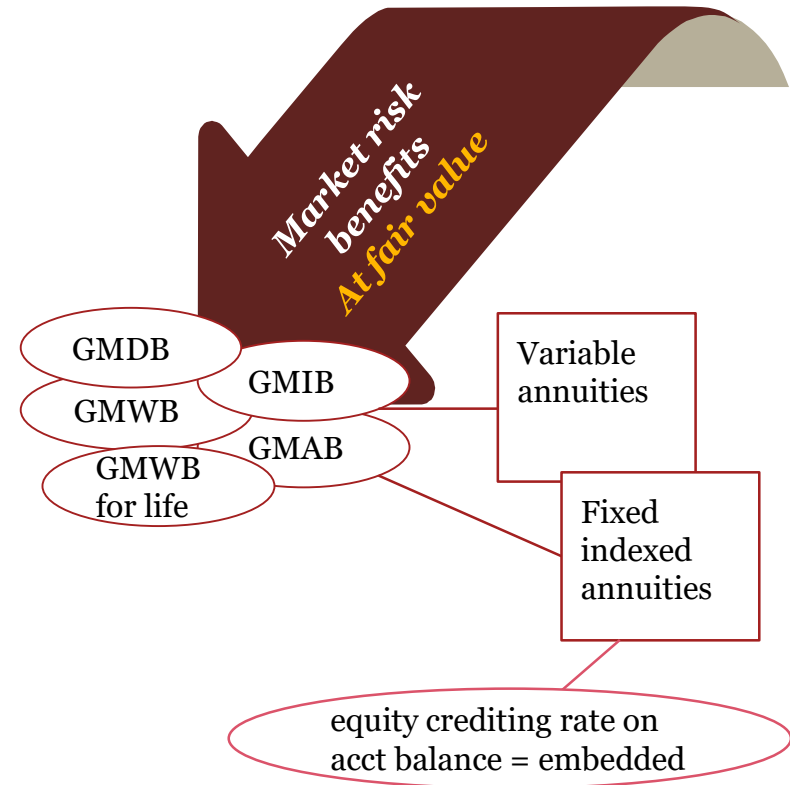 Market risk
benefits
At fair value
GMDB
GMIB
GMWB
GMAB
GMWB
for life
Variable
annuities
Fixed
indexed
annuities
equity crediting rate on
acct balance = embedded